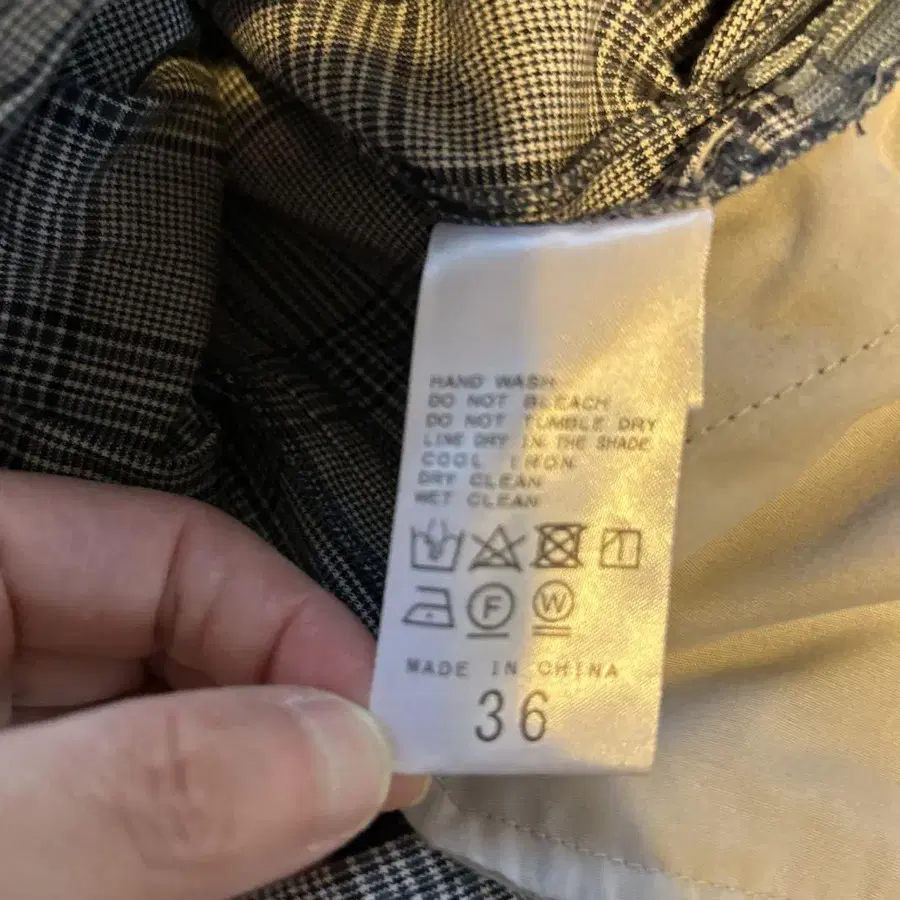 HAND WASH
DO NOT BLEACH
DO NOT TUMBLE DRY
LINE DRY IN THE SHADE
COOL IRON
DRY CLEAN
WET CLEAN
F W
MADE IN CHINA
36